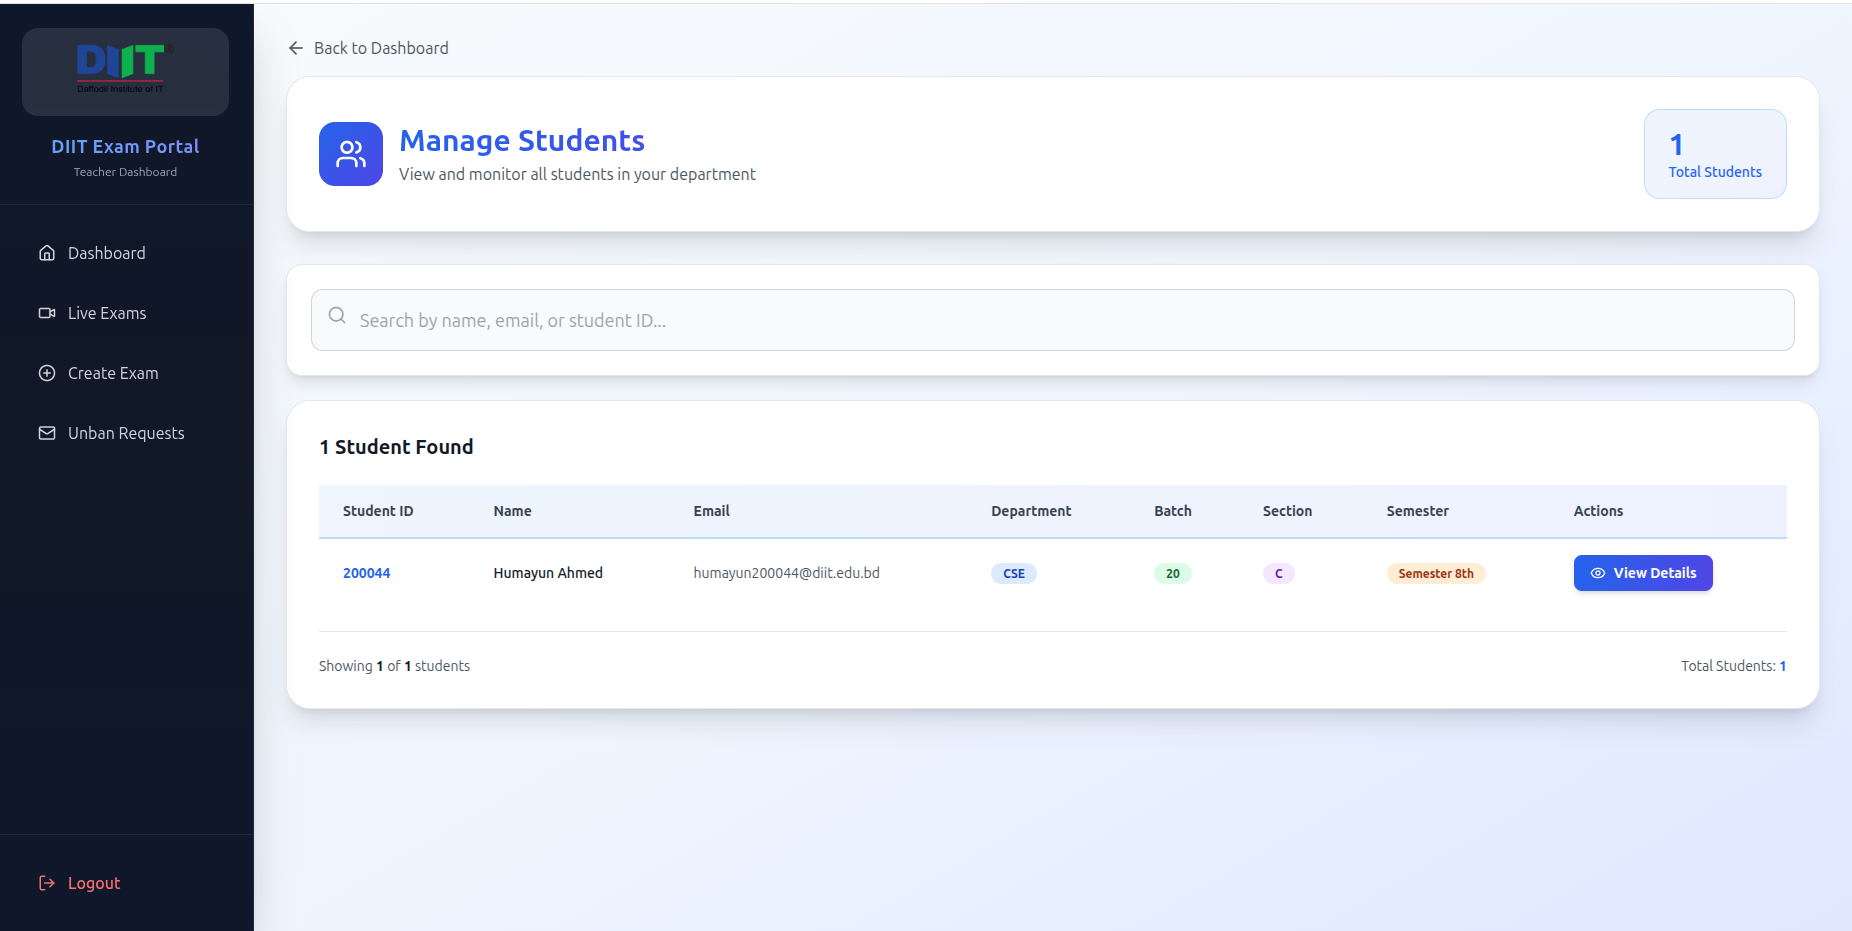 DIIT
Daffodil Institute of IT
DIIT Exam Portal
Teacher Dashboard
Dashboard
Live Exams
Create Exam
Unban Requests
Logout
Back to Dashboard
Manage Students
View and monitor all students in your department
1
Total Students
Search by name, email, or student ID...
1 Student Found
Student ID Name Email Department Batch Section Semester Actions
200044 Humayun Ahmed humayun200044@diit.edu.bd CSE 20 C Semester 8th View Details
Showing 1 of 1 students Total Students: 1